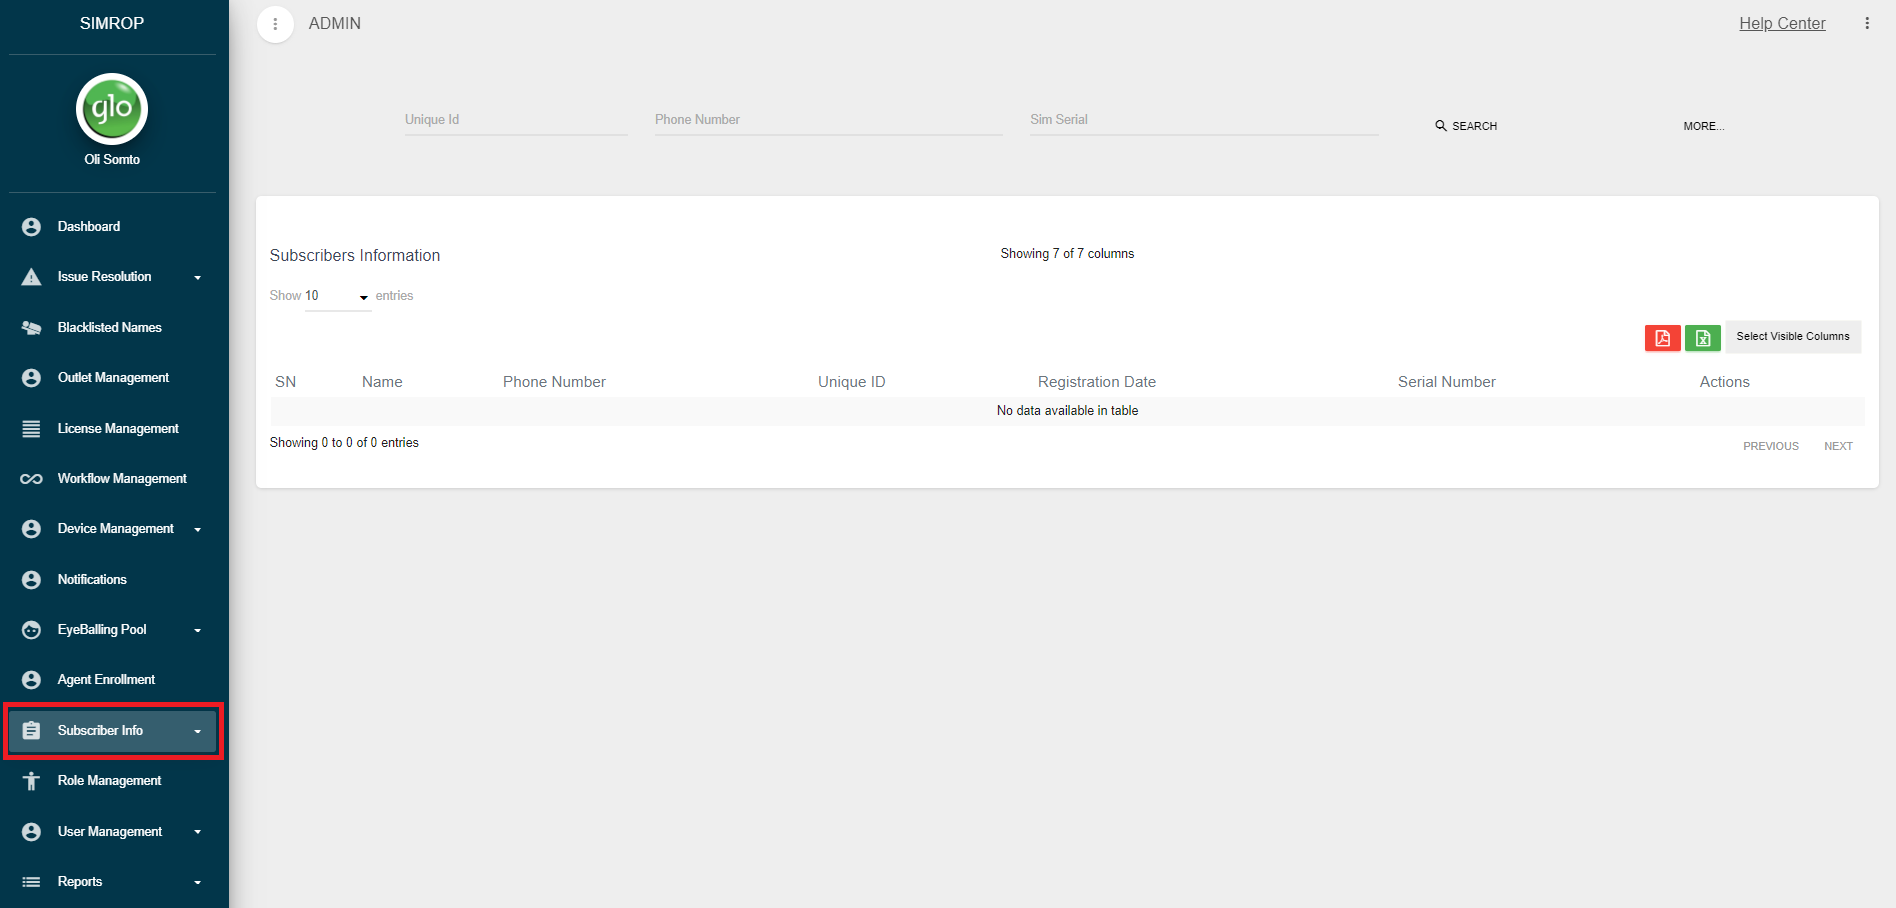 SIMROP
ADMIN
Help Center
glo
Oli Somto
Unique Id
Phone Number
Sim Serial
SEARCH
MORE...
Dashboard
Issue Resolution
Blacklisted Names
Outlet Management
License Management
Workflow Management
Device Management
Notifications
EyeBalling Pool
Agent Enrollment
Subscriber Info
Role Management
User Management
Reports
Subscribers Information
Showing 7 of 7 columns
Show 10 entries
Select Visible Columns
SN Name Phone Number Unique ID Registration Date Serial Number Actions
No data available in table
Showing 0 to 0 of 0 entries
PREVIOUS NEXT